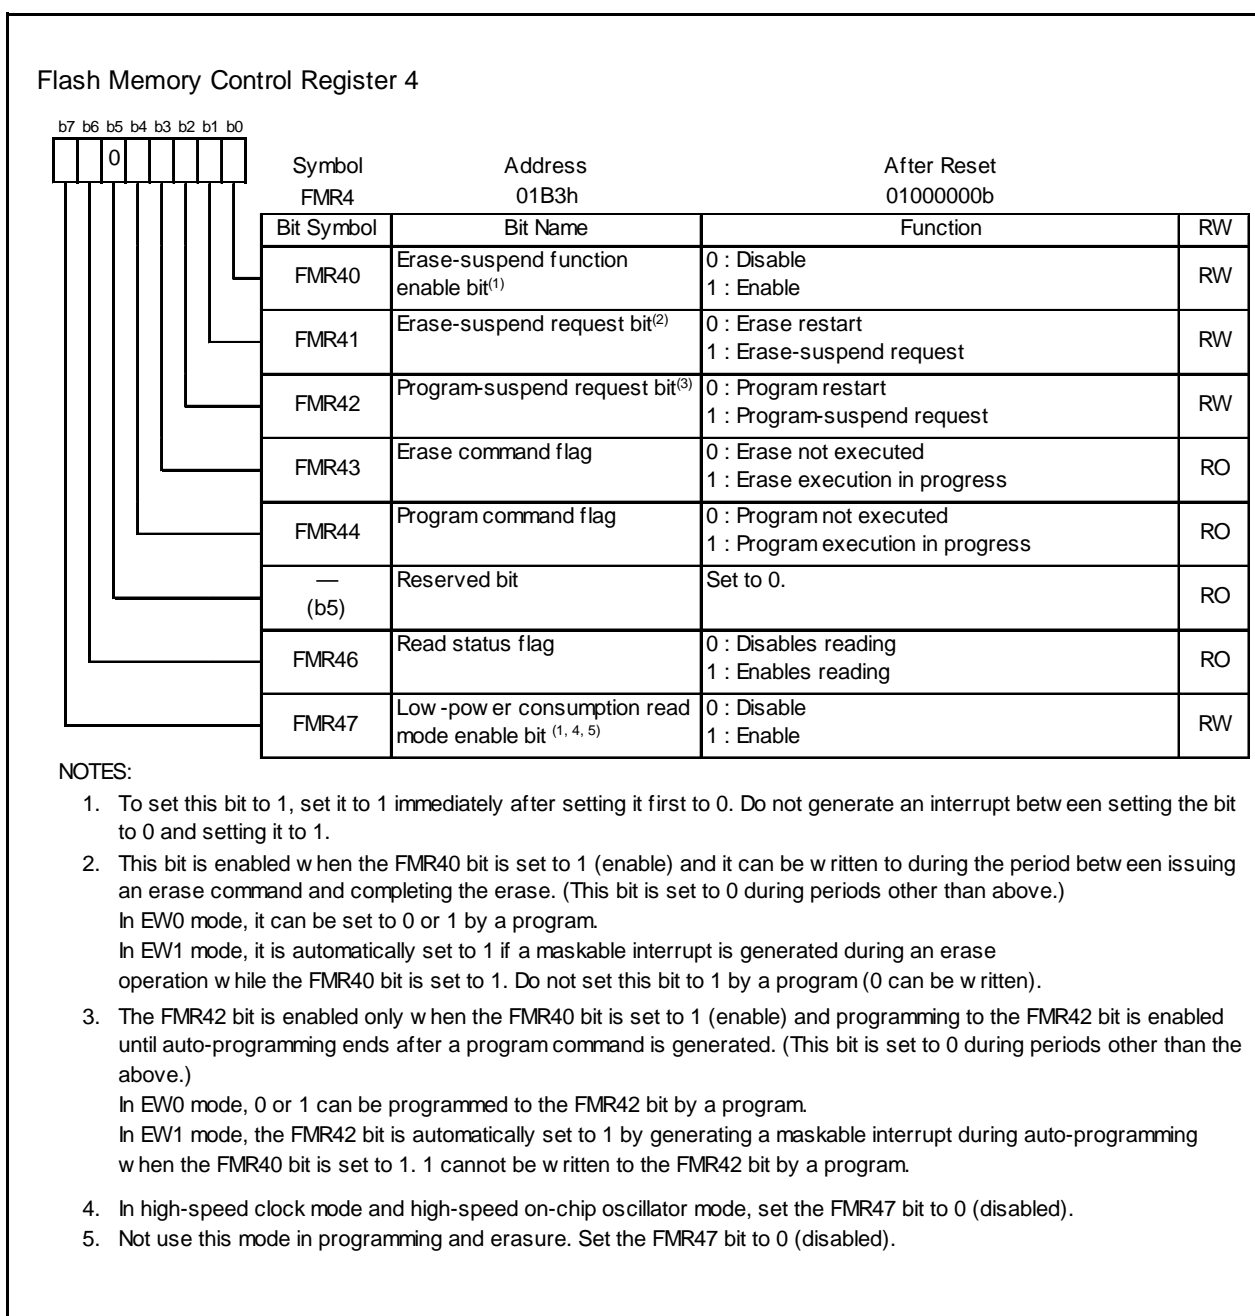 Flash Memory Control Register 4
b7 b6 b5 b4 b3 b2 b1 b0
0
Symbol Address After Reset
FMR4 01B3h 01000000b
Bit Symbol Bit Name Function RW
FMR40 Erase-suspend function enable bit(1) 0 : Disable 1 : Enable RW
FMR41 Erase-suspend request bit(2) 0 : Erase restart 1 : Erase-suspend request RW
FMR42 Program-suspend request bit(3) 0 : Program restart 1 : Program-suspend request RW
FMR43 Erase command flag 0 : Erase not executed 1 : Erase execution in progress RO
FMR44 Program command flag 0 : Program not executed 1 : Program execution in progress RO
— (b5) Reserved bit Set to 0. RO
FMR46 Read status flag 0 : Disables reading 1 : Enables reading RO
FMR47 Low-power consumption read mode enable bit (1, 4, 5) 0 : Disable 1 : Enable RW
NOTES:
1. To set this bit to 1, set it to 1 immediately after setting it first to 0. Do not generate an interrupt between setting the bit
to 0 and setting it to 1.
2. This bit is enabled when the FMR40 bit is set to 1 (enable) and it can be written to during the period between issuing
an erase command and completing the erase. (This bit is set to 0 during periods other than above.)
In EW0 mode, it can be set to 0 or 1 by a program.
In EW1 mode, it is automatically set to 1 if a maskable interrupt is generated during an erase
operation while the FMR40 bit is set to 1. Do not set this bit to 1 by a program (0 can be written).
3. The FMR42 bit is enabled only when the FMR40 bit is set to 1 (enable) and programming to the FMR42 bit is enabled
until auto-programming ends after a program command is generated. (This bit is set to 0 during periods other than the
above.)
In EW0 mode, 0 or 1 can be programmed to the FMR42 bit by a program.
In EW1 mode, the FMR42 bit is automatically set to 1 by generating a maskable interrupt during auto-programming
when the FMR40 bit is set to 1. 1 cannot be written to the FMR42 bit by a program.
4. In high-speed clock mode and high-speed on-chip oscillator mode, set the FMR47 bit to 0 (disabled).
5. Not use this mode in programming and erasure. Set the FMR47 bit to 0 (disabled).